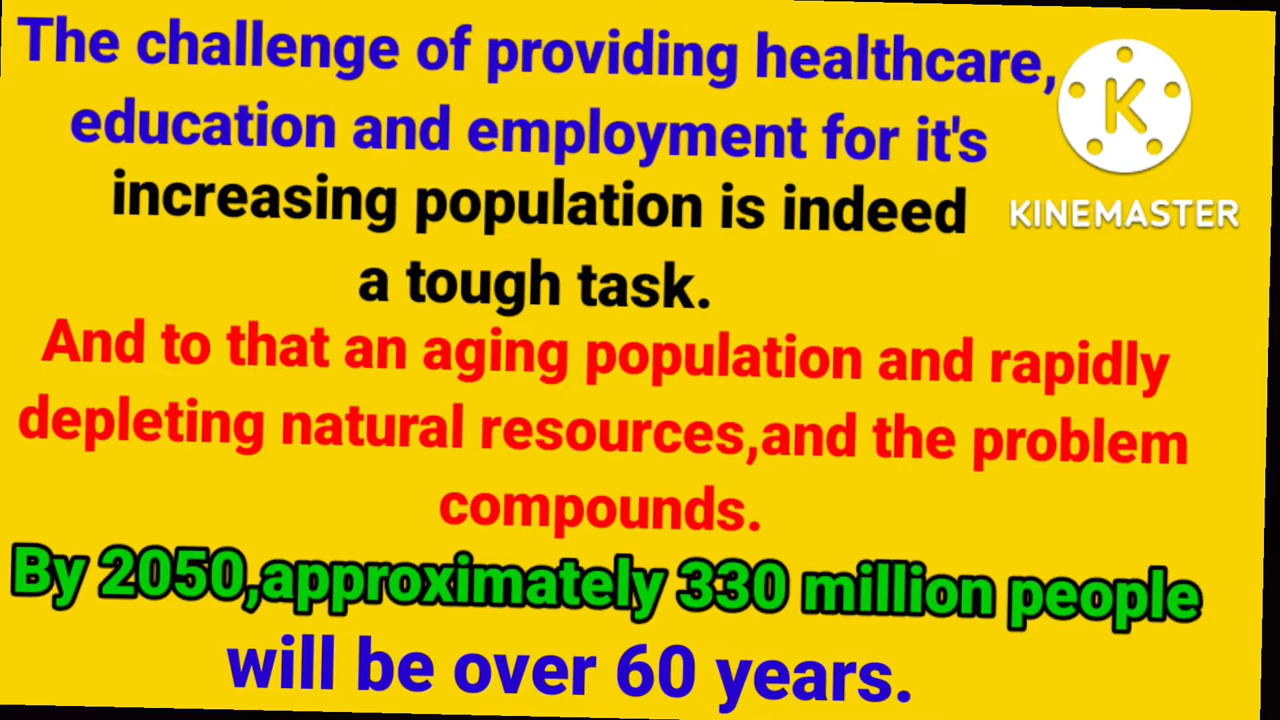 The challenge of providing healthcare,
education and employment for it's
increasing population is indeed
a tough task.
And to that an aging population and rapidly
depleting natural resources,and the problem
compounds.
By 2050,approximately 330 million people
will be over 60 years.
K
KINEMASTER